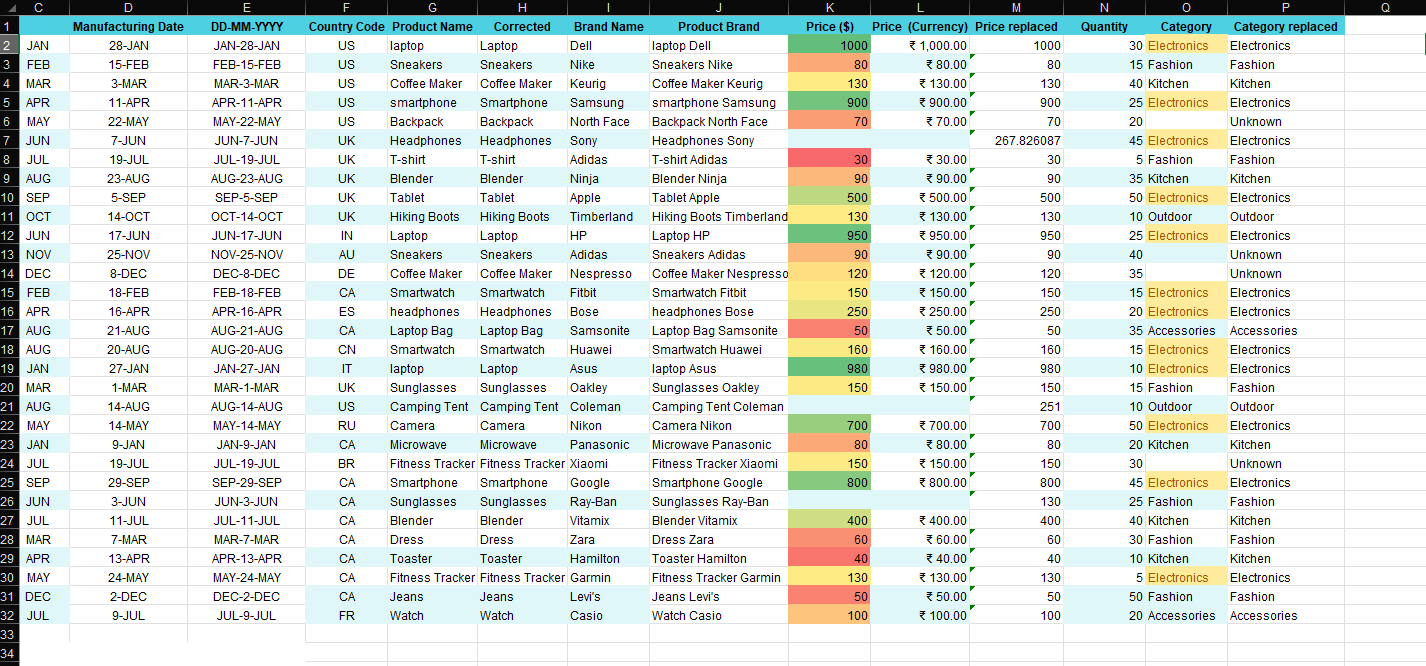 C D E F G H I J K L M N O P Q
1 Manufacturing Date DD-MM-YYYY Country Code Product Name Corrected Brand Name Product Brand Price ($) Price (Currency) Price replaced Quantity Category Category replaced
2 JAN 28-JAN JAN-28-JAN US laptop Laptop Dell laptop Dell 1000 ₹ 1,000.00 1000 30 Electronics Electronics
3 FEB 15-FEB FEB-15-FEB US Sneakers Sneakers Nike Sneakers Nike 80 ₹ 80.00 80 15 Fashion Fashion
4 MAR 3-MAR MAR-3-MAR US Coffee Maker Coffee Maker Keurig Coffee Maker Keurig 130 ₹ 130.00 130 40 Kitchen Kitchen
5 APR 11-APR APR-11-APR US smartphone Smartphone Samsung smartphone Samsung 900 ₹ 900.00 900 25 Electronics Electronics
6 MAY 22-MAY MAY-22-MAY US Backpack Backpack North Face Backpack North Face 70 ₹ 70.00 70 20 Unknown
7 JUN 7-JUN JUN-7-JUN UK Headphones Headphones Sony Headphones Sony 267.826087 45 Electronics Electronics
8 JUL 19-JUL JUL-19-JUL UK T-shirt T-shirt Adidas T-shirt Adidas 30 ₹ 30.00 30 5 Fashion Fashion
9 AUG 23-AUG AUG-23-AUG UK Blender Blender Ninja Blender Ninja 90 ₹ 90.00 90 35 Kitchen Kitchen
10 SEP 5-SEP SEP-5-SEP UK Tablet Tablet Apple Tablet Apple 500 ₹ 500.00 500 50 Electronics Electronics
11 OCT 14-OCT OCT-14-OCT UK Hiking Boots Hiking Boots Timberland Hiking Boots Timberland 130 ₹ 130.00 130 10 Outdoor Outdoor
12 JUN 17-JUN JUN-17-JUN IN Laptop Laptop HP Laptop HP 950 ₹ 950.00 950 25 Electronics Electronics
13 NOV 25-NOV NOV-25-NOV AU Sneakers Sneakers Adidas Sneakers Adidas 90 ₹ 90.00 90 40 Unknown
14 DEC 8-DEC DEC-8-DEC DE Coffee Maker Coffee Maker Nespresso Coffee Maker Nespresso 120 ₹ 120.00 120 35 Unknown
15 FEB 18-FEB FEB-18-FEB CA Smartwatch Smartwatch Fitbit Smartwatch Fitbit 150 ₹ 150.00 150 15 Electronics Electronics
16 APR 16-APR APR-16-APR ES headphones Headphones Bose headphones Bose 250 ₹ 250.00 250 20 Electronics Electronics
17 AUG 21-AUG AUG-21-AUG CA Laptop Bag Laptop Bag Samsonite Laptop Bag Samsonite 50 ₹ 50.00 50 35 Accessories Accessories
18 AUG 20-AUG AUG-20-AUG CN Smartwatch Smartwatch Huawei Smartwatch Huawei 160 ₹ 160.00 160 15 Electronics Electronics
19 JAN 27-JAN JAN-27-JAN IT laptop Laptop Asus laptop Asus 980 ₹ 980.00 980 10 Electronics Electronics
20 MAR 1-MAR MAR-1-MAR UK Sunglasses Sunglasses Oakley Sunglasses Oakley 150 ₹ 150.00 150 15 Fashion Fashion
21 AUG 14-AUG AUG-14-AUG US Camping Tent Camping Tent Coleman Camping Tent Coleman 251 10 Outdoor Outdoor
22 MAY 14-MAY MAY-14-MAY RU Camera Camera Nikon Camera Nikon 700 ₹ 700.00 700 50 Electronics Electronics
23 JAN 9-JAN JAN-9-JAN CA Microwave Microwave Panasonic Microwave Panasonic 80 ₹ 80.00 80 20 Kitchen Kitchen
24 JUL 19-JUL JUL-19-JUL BR Fitness Tracker Fitness Tracker Xiaomi Fitness Tracker Xiaomi 150 ₹ 150.00 150 30 Unknown
25 SEP 29-SEP SEP-29-SEP CA Smartphone Smartphone Google Smartphone Google 800 ₹ 800.00 800 45 Electronics Electronics
26 JUN 3-JUN JUN-3-JUN CA Sunglasses Sunglasses Ray-Ban Sunglasses Ray-Ban 130 25 Fashion Fashion
27 JUL 11-JUL JUL-11-JUL CA Blender Blender Vitamix Blender Vitamix 400 ₹ 400.00 400 40 Kitchen Kitchen
28 MAR 7-MAR MAR-7-MAR CA Dress Dress Zara Dress Zara 60 ₹ 60.00 60 30 Fashion Fashion
29 APR 13-APR APR-13-APR CA Toaster Toaster Hamilton Toaster Hamilton 40 ₹ 40.00 40 10 Kitchen Kitchen
30 MAY 24-MAY MAY-24-MAY CA Fitness Tracker Fitness Tracker Garmin Fitness Tracker Garmin 130 ₹ 130.00 130 5 Electronics Electronics
31 DEC 2-DEC DEC-2-DEC CA Jeans Jeans Levi's Jeans Levi's 50 ₹ 50.00 50 50 Fashion Fashion
32 JUL 9-JUL JUL-9-JUL FR Watch Watch Casio Watch Casio 100 ₹ 100.00 100 20 Accessories Accessories
33
34